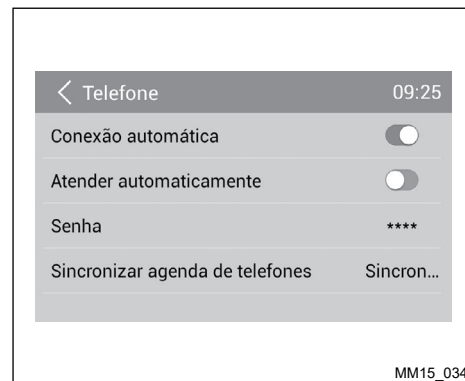 Telefone 09:25
Conexão automática
Atender automaticamente
Senha ****
Sincronizar agenda de telefones Sincron...
MM15_034